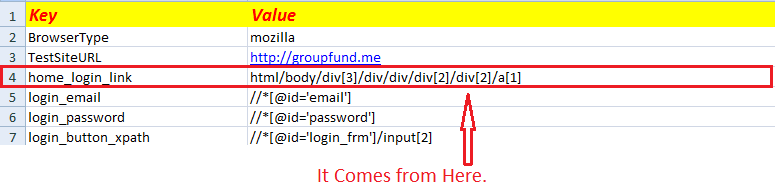 1 Key Value
2 BrowserType mozilla
3 TestSiteURL http://groupfund.me
4 home_login_link html/body/div[3]/div/div/div[2]/div[2]/a[1]
5 login_email //*[@id='email']
6 login_password //*[@id='password']
7 login_button_xpath //*[@id='login_frm']/input[2]
It Comes from Here.